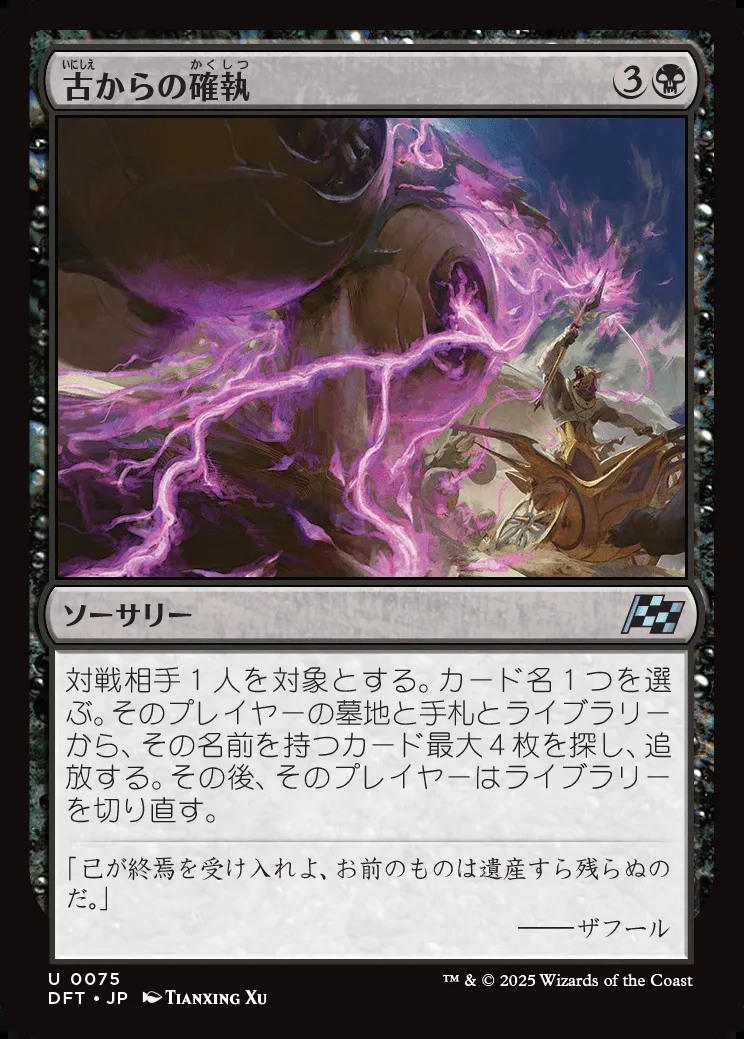 いにしえ かくしつ
古からの確執 3
ソーサリー
対戦相手1人を対象とする。カード名1つを選
ぶ。そのプレイヤーの墓地と手札とライブラリー
から、その名前を持つカード最大4枚を探し、追
放する。その後、そのプレイヤーはライブラリー
を切り直す。
「己が終焉を受け入れよ、お前のものは遺産すら残らぬの
だ。」
――ザフール
U 0075
DFT • JP Tianxing Xu
™ & © 2025 Wizards of the Coast